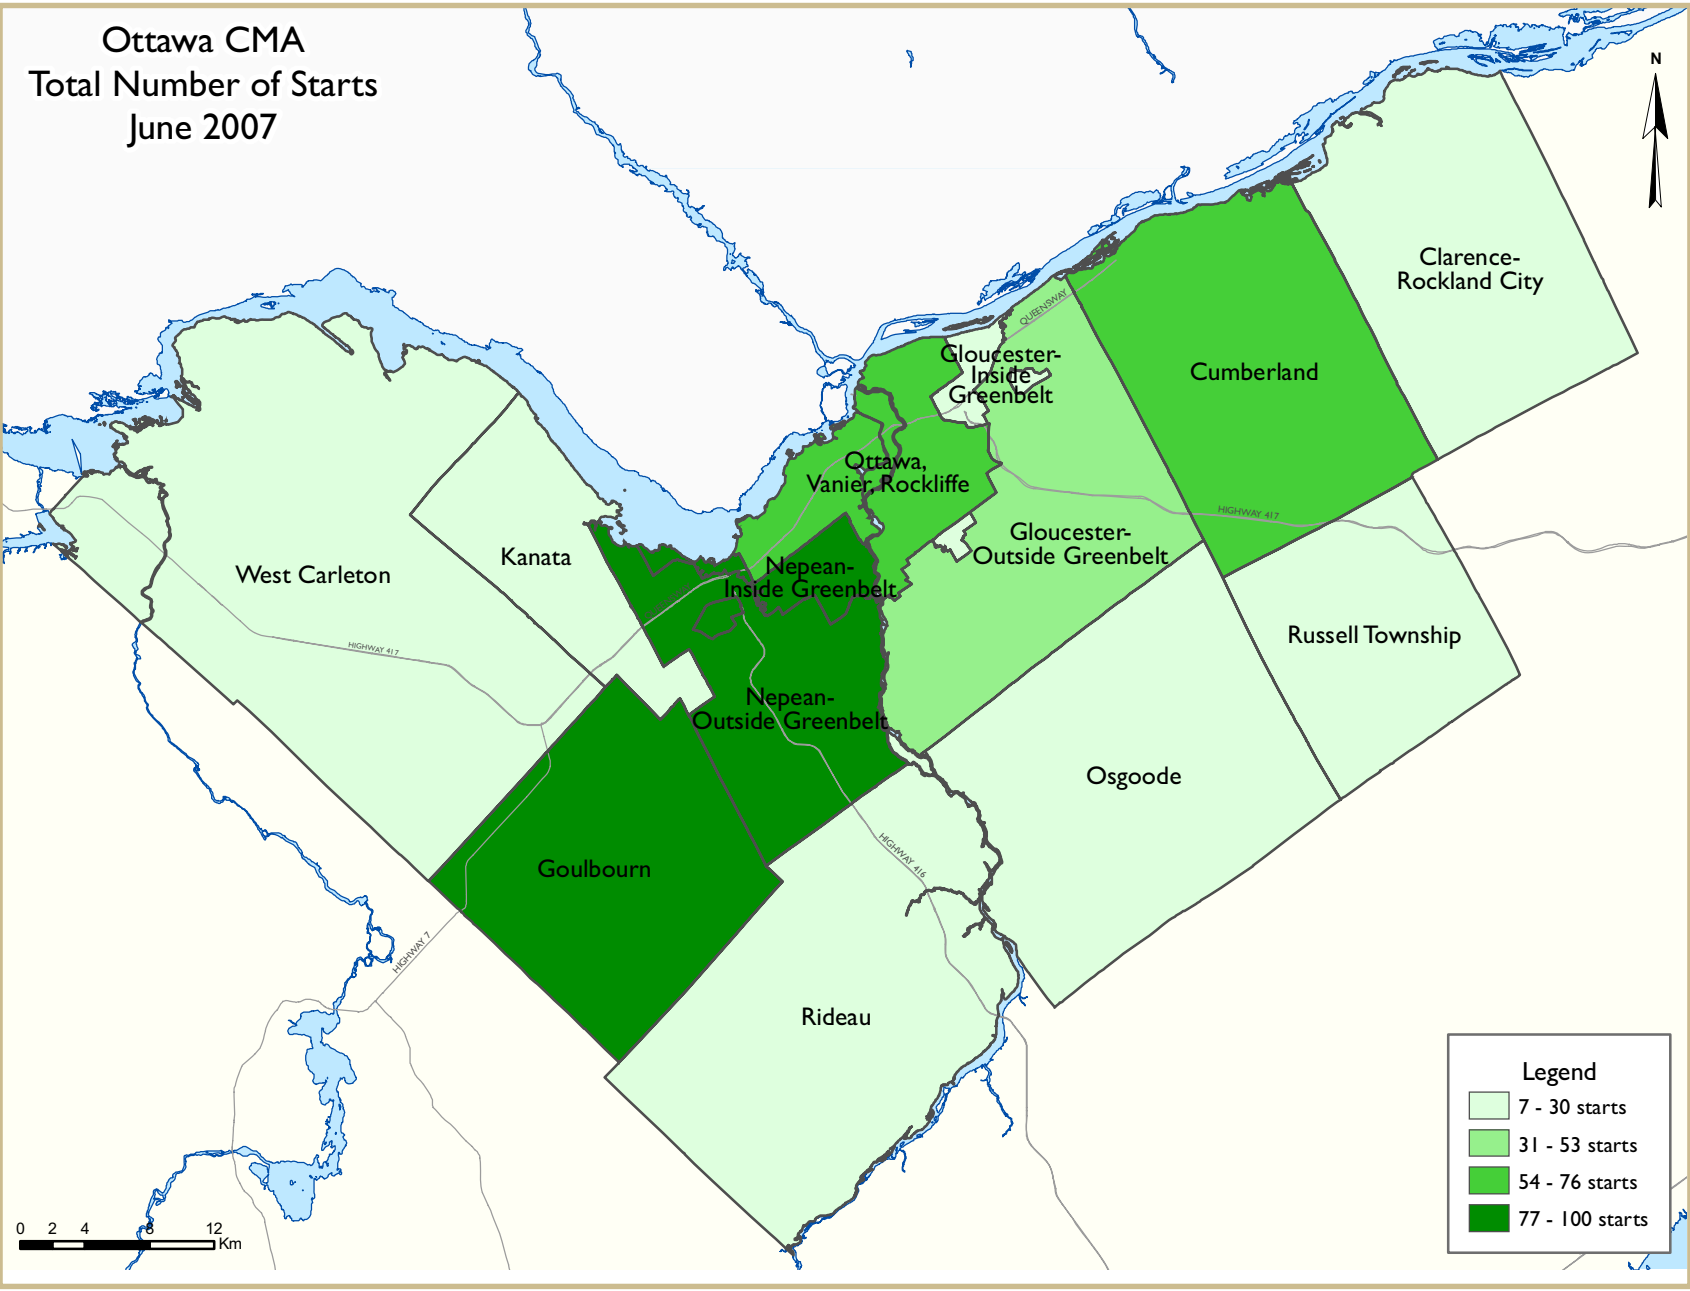 Ottawa CMA
Total Number of Starts
June 2007
N
Clarence-
Rockland City
QUEENSWAY
Gloucester-
Inside
Greenbelt
Cumberland
Ottawa,
Vanier, Rockliffe
HIGHWAY 417
Gloucester-
Outside Greenbelt
Kanata
West Carleton
Nepean-
Inside Greenbelt
Russell Township
HIGHWAY 417
Nepean-
Outside Greenbelt
Osgoode
Goulbourn
HIGHWAY 416
HIGHWAY 7
Rideau
Legend
7 - 30 starts
31 - 53 starts
54 - 76 starts
77 - 100 starts
0 2 4 8 12
Km